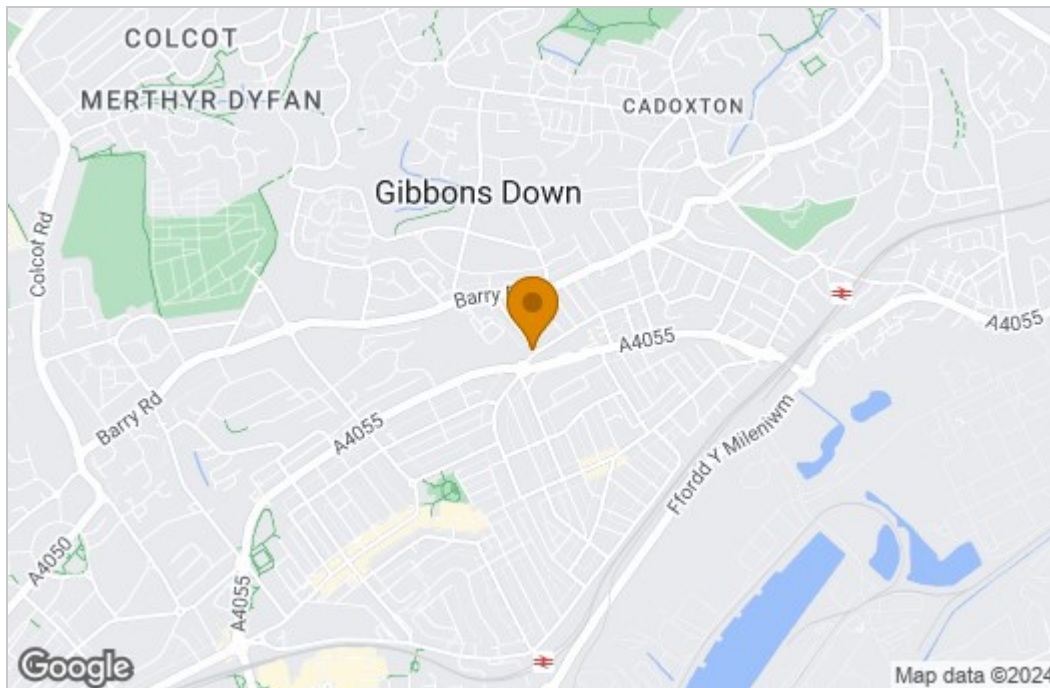 COLCOT
MERTHYR DYFAN
CADOXTON
Gibbons Down
Colcot Rd
Barry
A4055
A4055
Barry Rd
A4055
Ffordd Y Mileniwm
A4050
A4055
Google
Map data ©2024